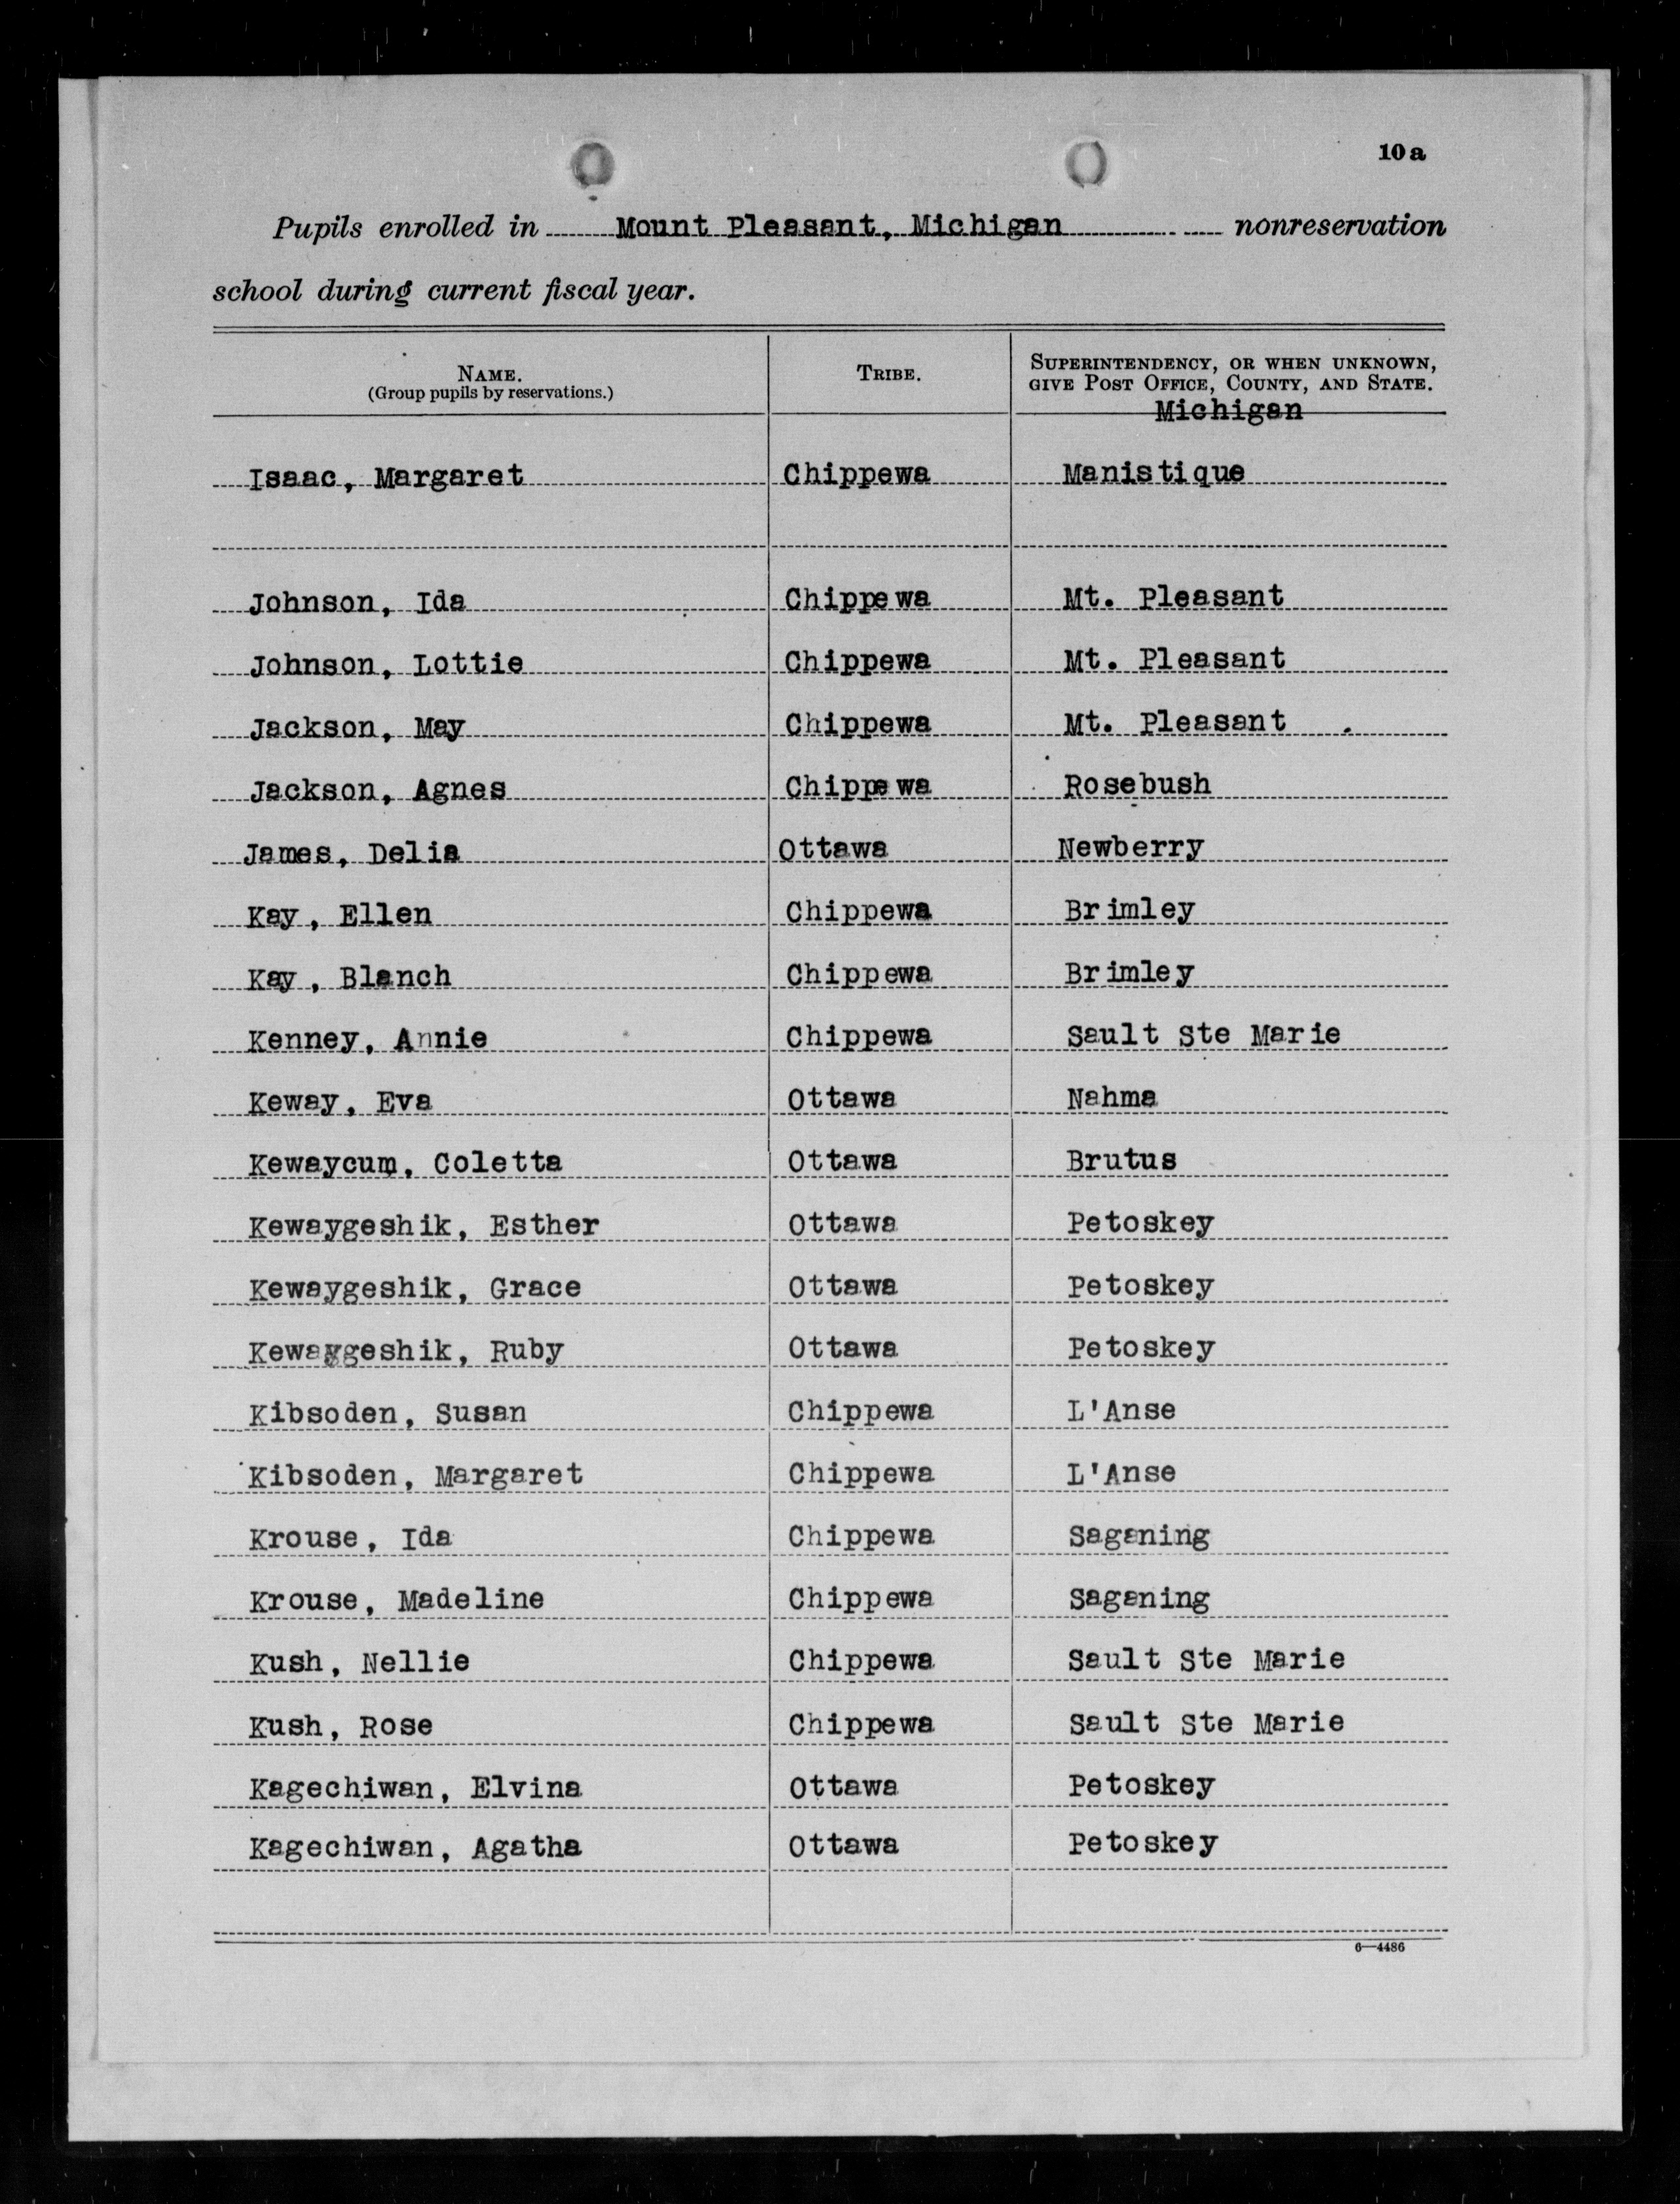 10a
Pupils enrolled in Mount Pleasant, Michigan nonreservation
school during current fiscal year.
NAME.
(Group pupils by reservations.)
TRIBE.
SUPERINTENDENCY, OR WHEN UNKNOWN,
GIVE POST OFFICE, COUNTY, AND STATE.
Michigan
Isaac, Margaret Chippewa Manistique
Johnson, Ida Chippewa Mt. Pleasant
Johnson, Lottie Chippewa Mt. Pleasant
Jackson, May Chippewa Mt. Pleasant
Jackson, Agnes Chippewa Rosebush
James, Delia Ottawa Newberry
Kay, Ellen Chippewa Brimley
Kay, Blanch Chippewa Brimley
Kenney, Annie Chippewa Sault Ste Marie
Keway, Eva Ottawa Nahma
Kewaycum, Coletta Ottawa Brutus
Kewaygeshik, Esther Ottawa Petoskey
Kewaygeshik, Grace Ottawa Petoskey
Kewaygeshik, Ruby Ottawa Petoskey
Kibsoden, Susan Chippewa L'Anse
Kibsoden, Margaret Chippewa L'Anse
Krouse, Ida Chippewa Saganing
Krouse, Madeline Chippewa Saganing
Kush, Nellie Chippewa Sault Ste Marie
Kush, Rose Chippewa Sault Ste Marie
Kagechiwan, Elvina Ottawa Petoskey
Kagechiwan, Agatha Ottawa Petoskey
6—4486